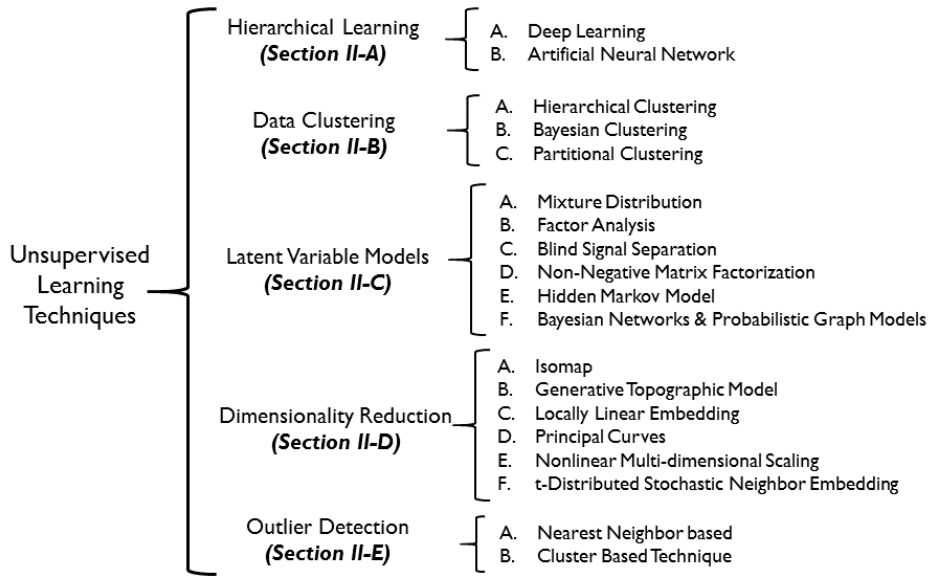 Unsupervised
Learning
Techniques
Hierarchical Learning
(Section II-A)
A. Deep Learning
B. Artificial Neural Network
Data Clustering
(Section II-B)
A. Hierarchical Clustering
B. Bayesian Clustering
C. Partitional Clustering
Latent Variable Models
(Section II-C)
A. Mixture Distribution
B. Factor Analysis
C. Blind Signal Separation
D. Non-Negative Matrix Factorization
E. Hidden Markov Model
F. Bayesian Networks & Probabilistic Graph Models
Dimensionality Reduction
(Section II-D)
A. Isomap
B. Generative Topographic Model
C. Locally Linear Embedding
D. Principal Curves
E. Nonlinear Multi-dimensional Scaling
F. t-Distributed Stochastic Neighbor Embedding
Outlier Detection
(Section II-E)
A. Nearest Neighbor based
B. Cluster Based Technique